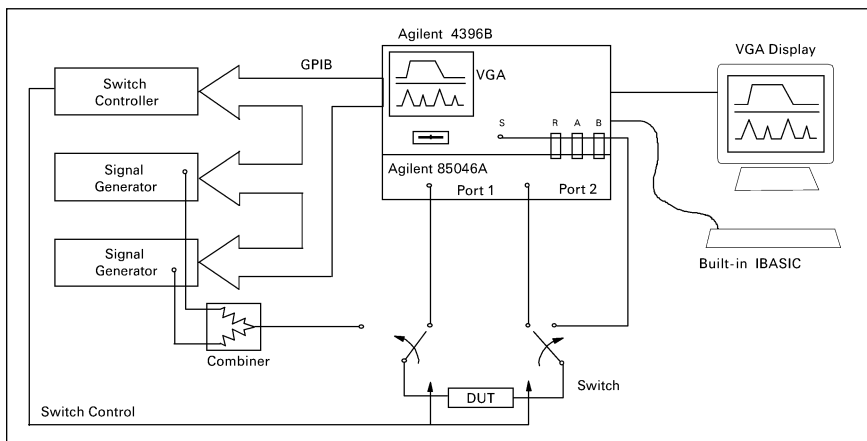 Agilent 4396B
GPIB
VGA Display
VGA
Switch
Controller
S
R A B
Agilent 85046A
Signal
Generator
Port 1
Port 2
Signal
Generator
Built-in IBASIC
Combiner
Switch
DUT
Switch Control